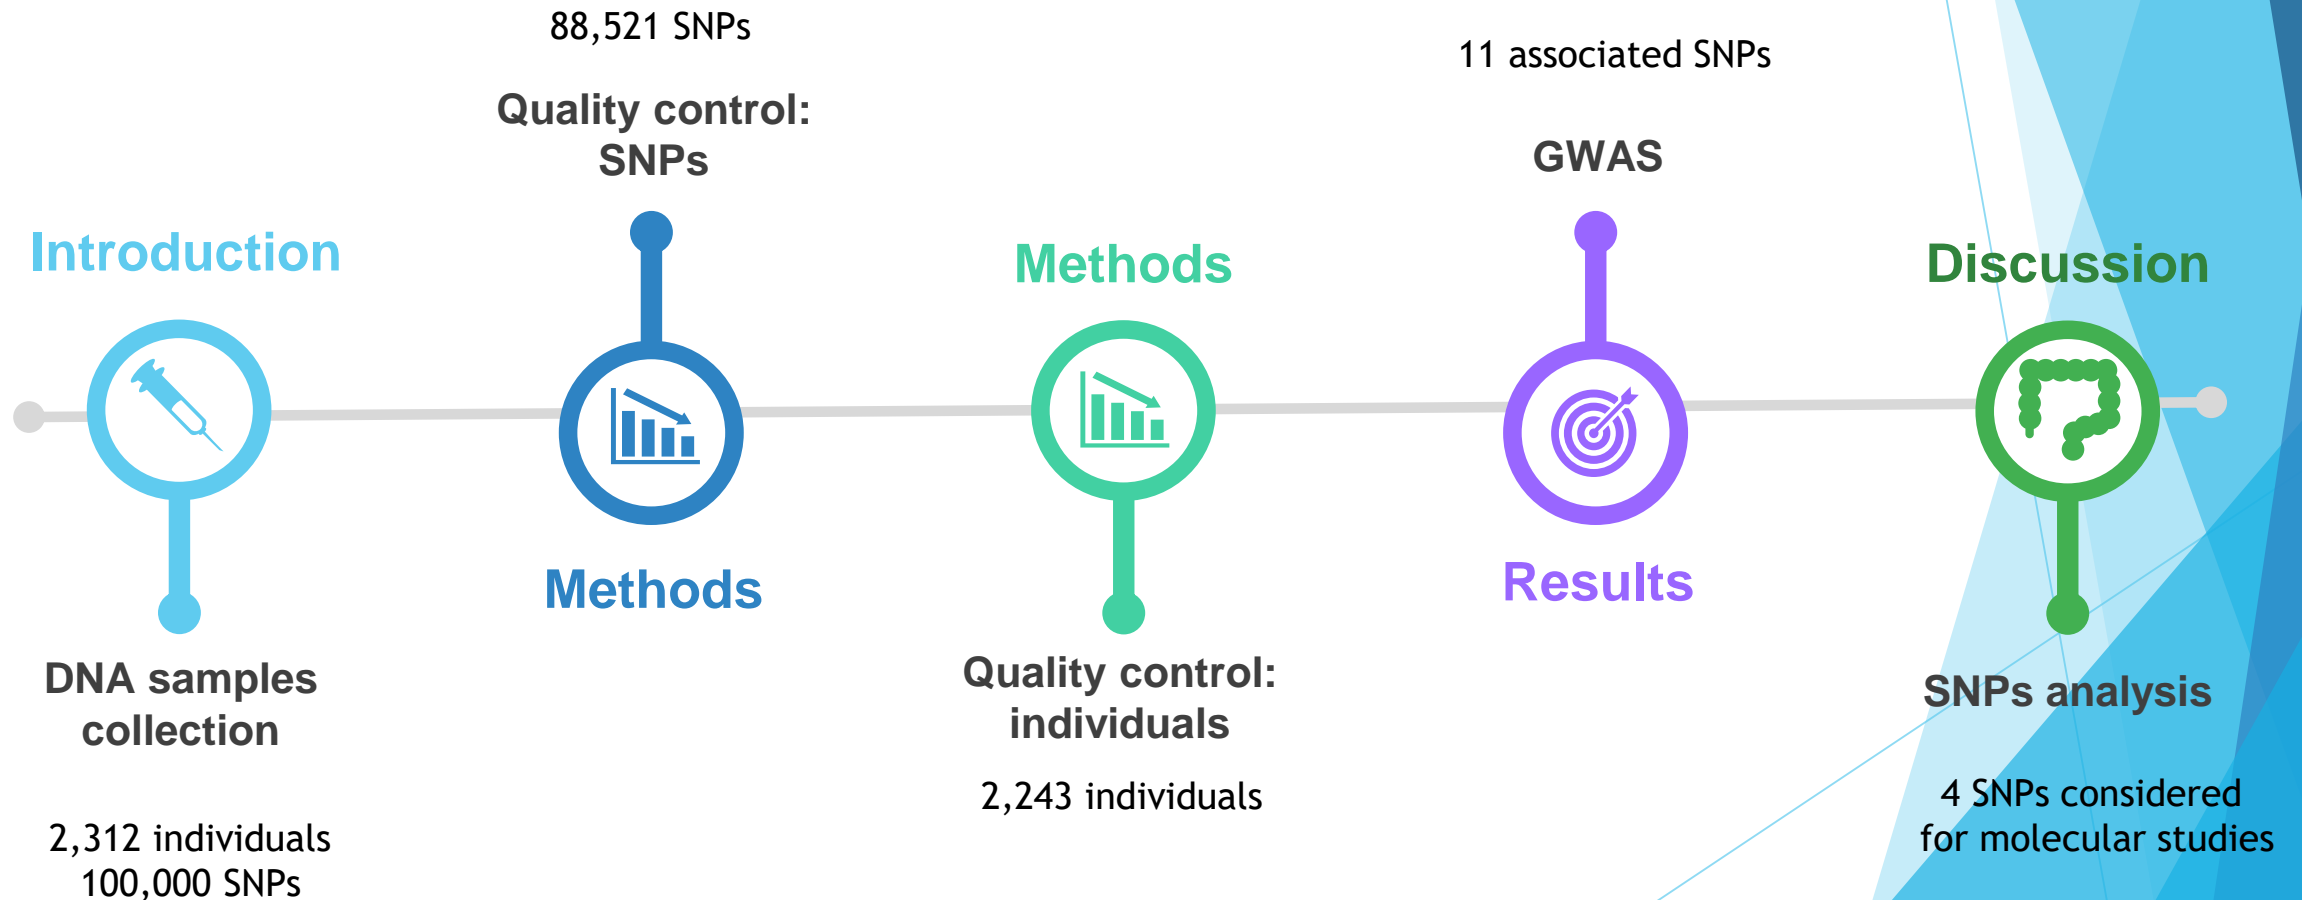 Introduction
DNA samples
collection
2,312 individuals
100,000 SNPs
88,521 SNPs
Quality control:
SNPs
Methods
Methods
Quality control:
individuals
2,243 individuals
11 associated SNPs
GWAS
Results
Discussion
SNPs analysis
4 SNPs considered
for molecular studies